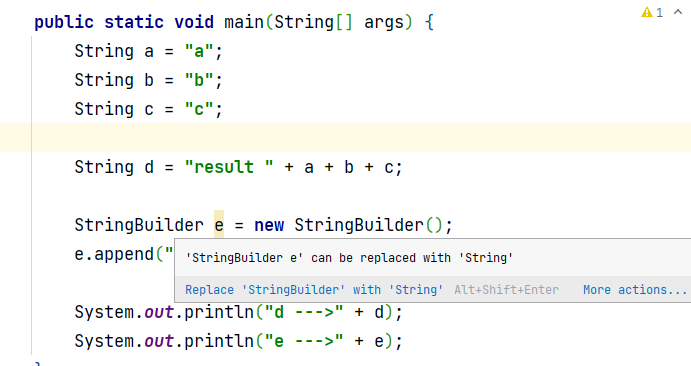 1
public static void main(String[] args) {
String a = "a";
String b = "b";
String c = "c";
String d = "result " + a + b + c;
StringBuilder e = new StringBuilder();
e.append("
'StringBuilder e' can be replaced with 'String'
Replace 'StringBuilder' with 'String' Alt+Shift+Enter More actions...
System.out.println("d --->" + d);
System.out.println("e --->" + e);